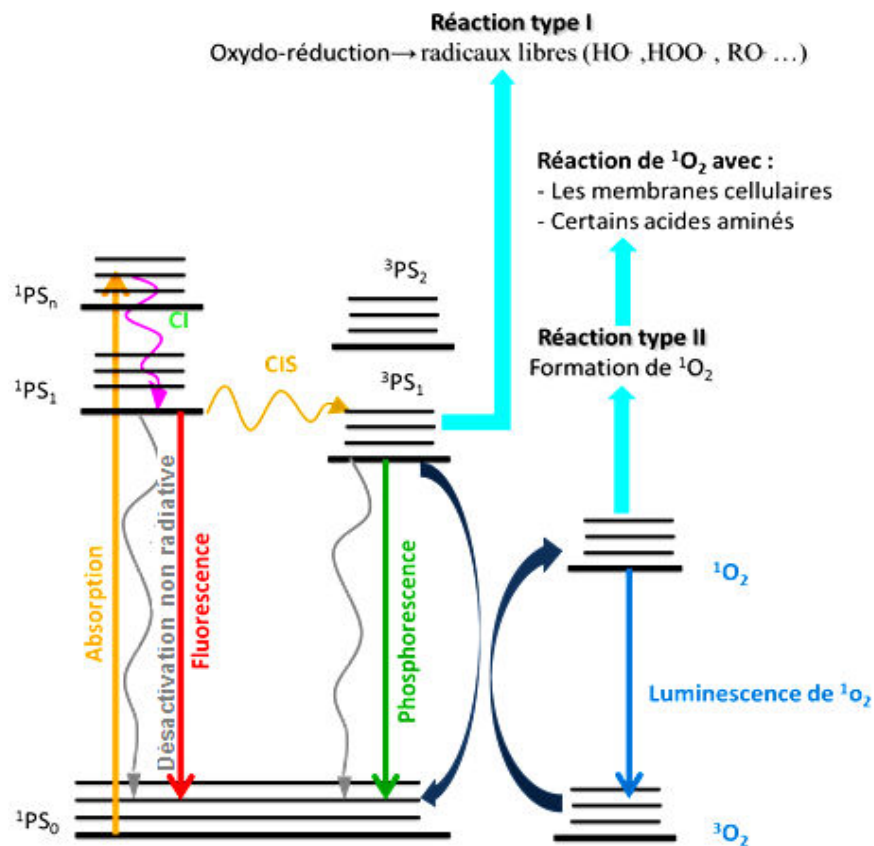 Réaction type I
Oxydo-réduction→radicaux libres (HO· ,HOO· , RO· …)
Réaction de ¹O₂ avec :
- Les membranes cellulaires
- Certains acides aminés
³PS₂
¹PSₙ
CI
Réaction type II
Formation de ¹O₂
CIS
³PS₁
¹PS₁
Absorption
Désactivation non radiative
Fluorescence
Phosphorescence
¹O₂
Luminescence de ¹o₂
¹PS₀
³O₂